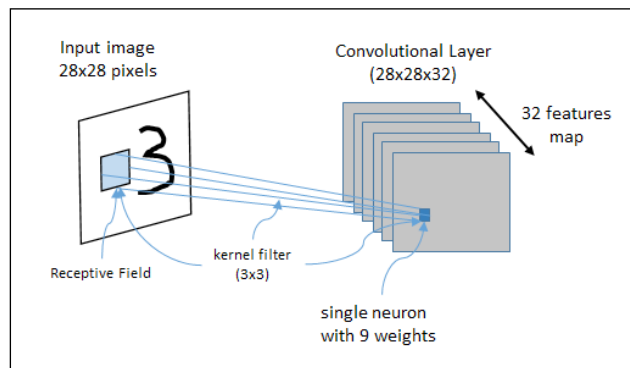 Input image
28x28 pixels
Convolutional Layer
(28x28x32)
32 features
map
3
Receptive Field
kernel filter
(3x3)
single neuron
with 9 weights